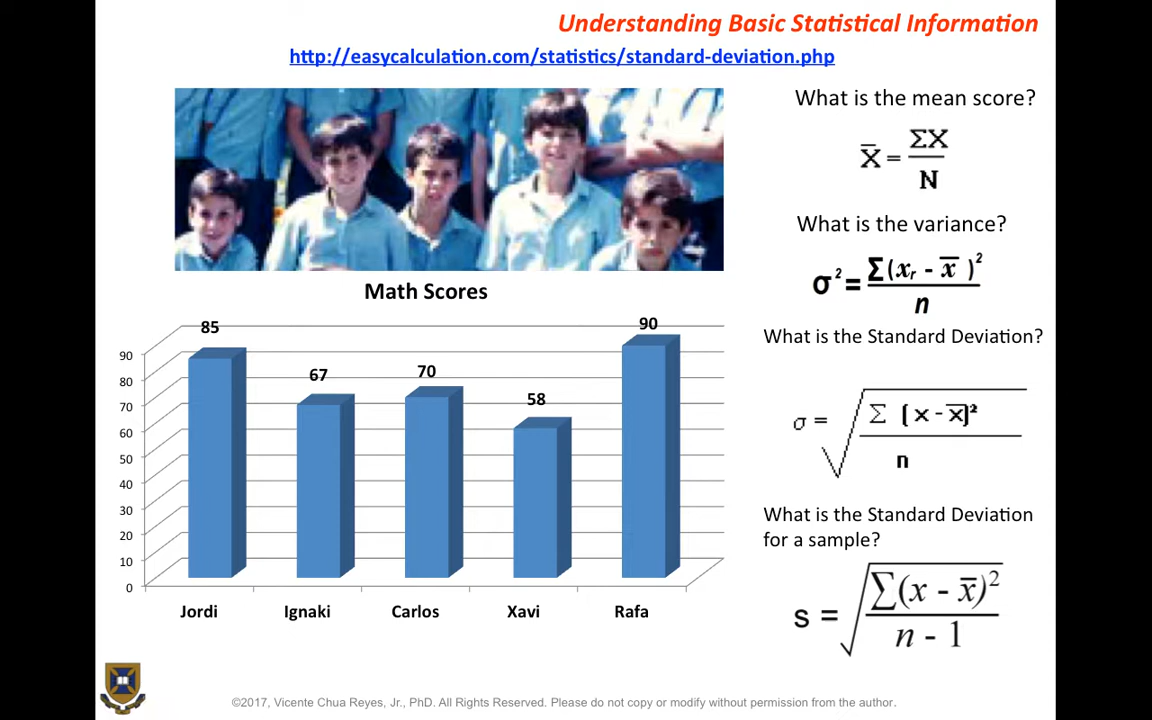 Understanding Basic Statistical Information
http://easycalculation.com/statistics/standard-deviation.php
What is the mean score?
X̄ = ΣX / N
What is the variance?
σ² = Σ(xᵣ - x̄)² / n
What is the Standard Deviation?
σ = √(Σ [x - x̄]² / n)
What is the Standard Deviation
for a sample?
s = √(∑(x - x̄)² / n - 1)
Math Scores
85
67
70
58
90
90
80
70
60
50
40
30
20
10
0
Jordi Ignaki Carlos Xavi Rafa
©2017, Vicente Chua Reyes, Jr., PhD. All Rights Reserved. Please do not copy or modify without permission from the author.